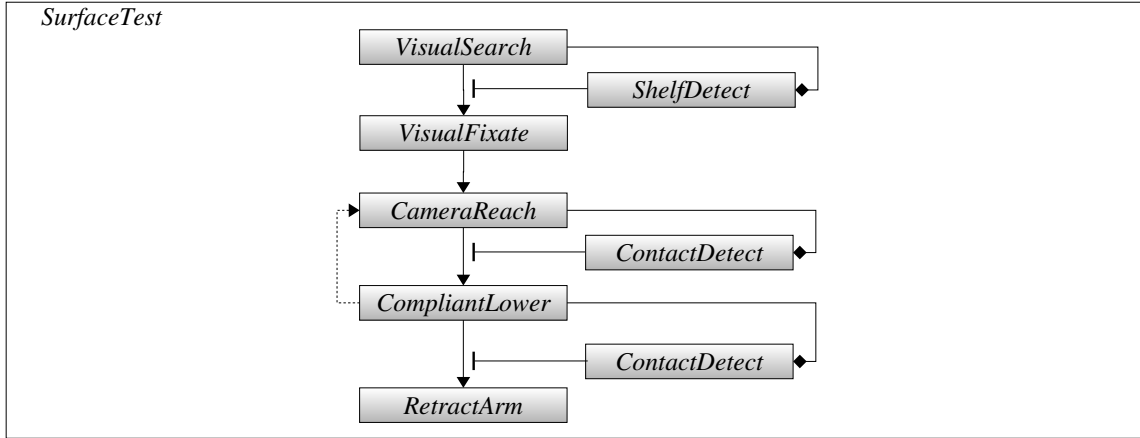 SurfaceTest
VisualSearch
ShelfDetect
VisualFixate
CameraReach
ContactDetect
CompliantLower
ContactDetect
RetractArm